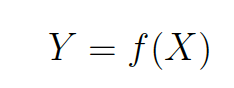 Y = f(X)